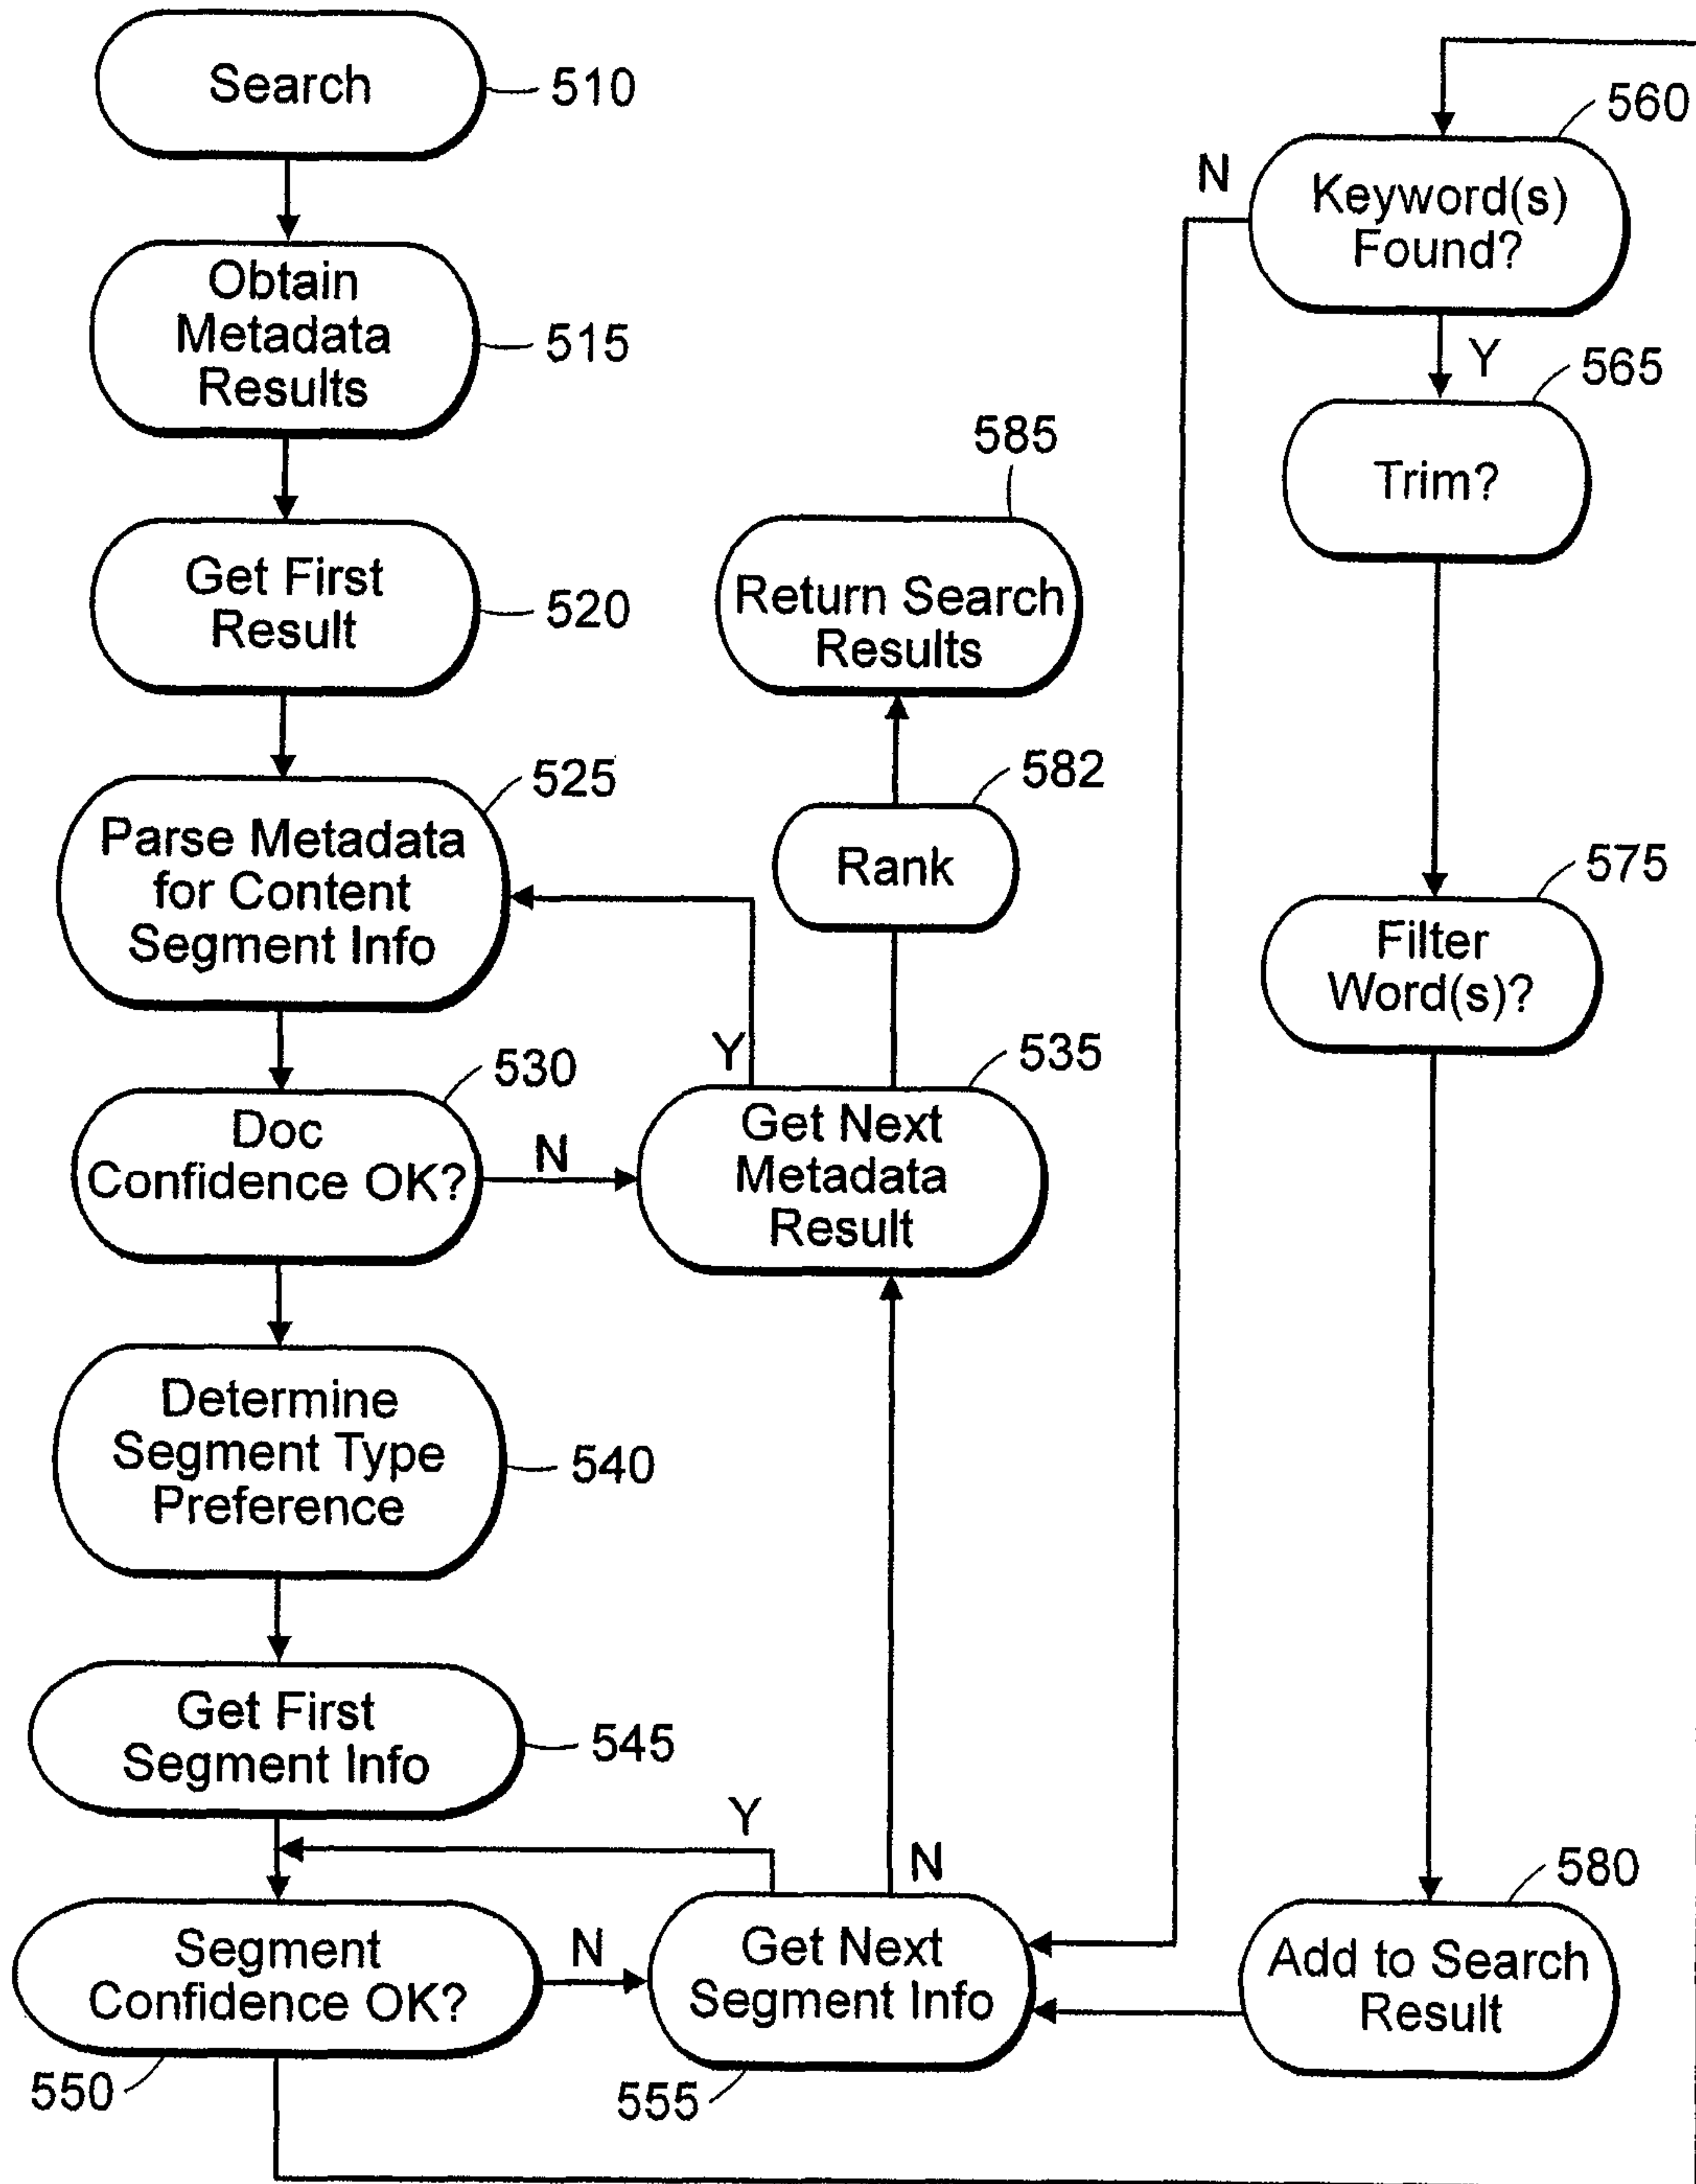 Search
510
Obtain
Metadata
Results
515
Get First
Result
520
525
Parse Metadata
for Content
Segment Info
530
Doc
Confidence OK?
N
Determine
Segment Type
Preference
540
Get First
Segment Info
545
Segment
Confidence OK?
N
550
585
Return Search
Results
582
Rank
Y
535
Get Next
Metadata
Result
Y
N
Get Next
Segment Info
555
560
N
Keyword(s)
Found?
Y
565
Trim?
575
Filter
Word(s)?
580
Add to Search
Result